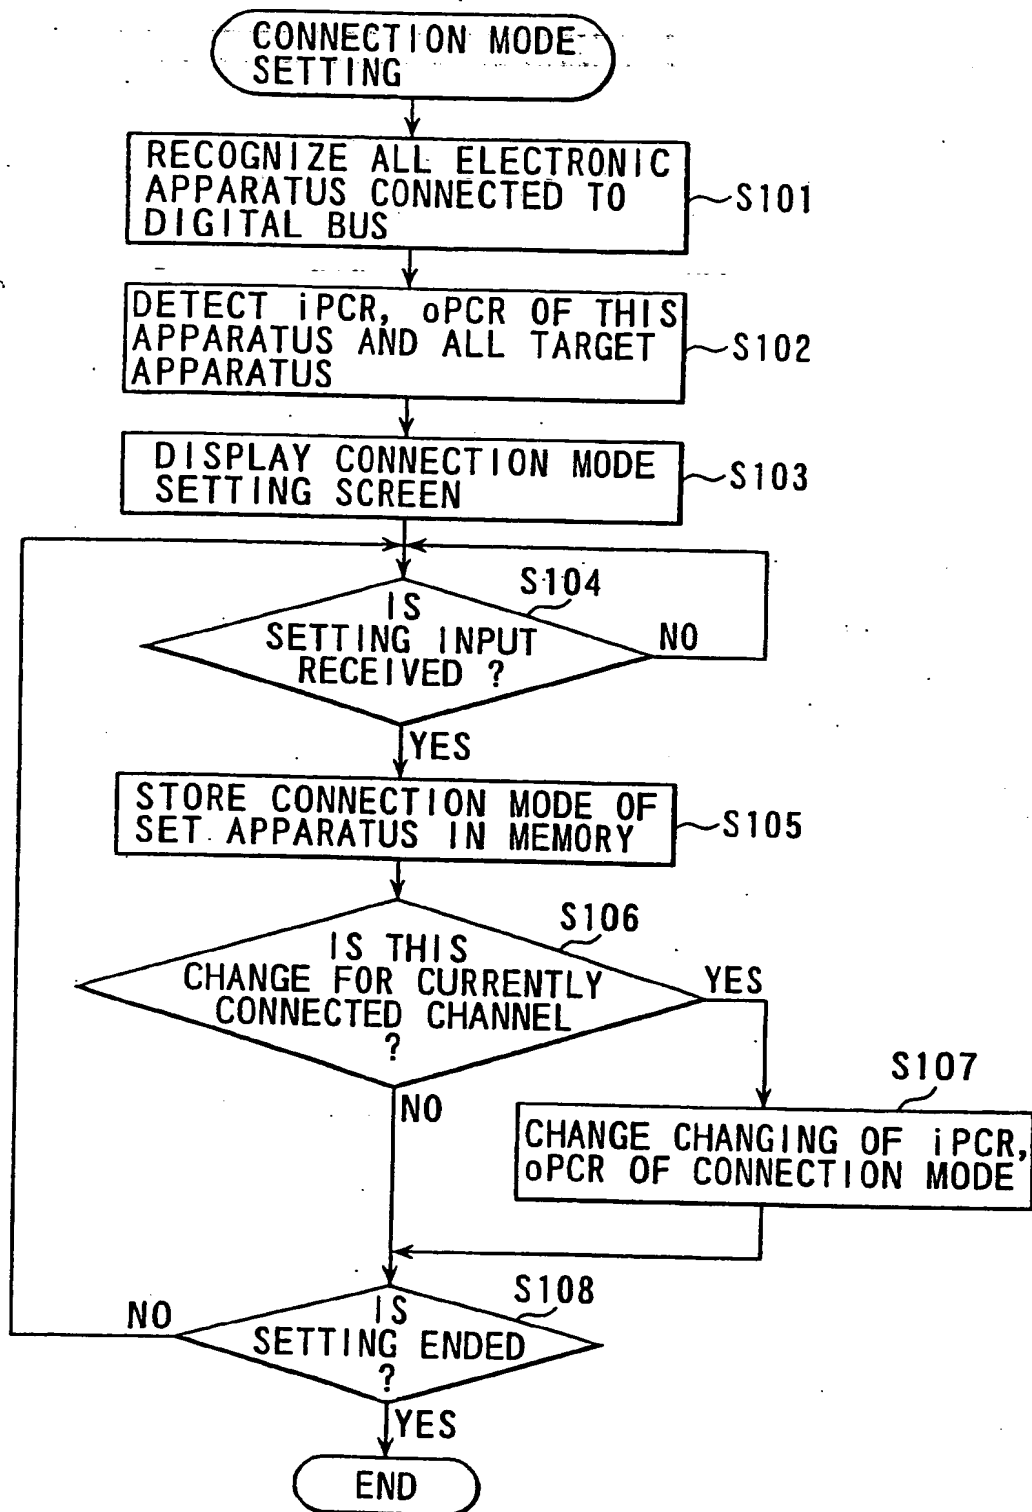 CONNECTION MODE
SETTING
RECOGNIZE ALL ELECTRONIC
APPARATUS CONNECTED TO
DIGITAL BUS
S101
DETECT iPCR, oPCR OF THIS
APPARATUS AND ALL TARGET
APPARATUS
S102
DISPLAY CONNECTION MODE
SETTING SCREEN
S103
S104
IS
SETTING INPUT
RECEIVED ?
NO
YES
STORE CONNECTION MODE OF
SET APPARATUS IN MEMORY
S105
S106
IS THIS
CHANGE FOR CURRENTLY
CONNECTED CHANNEL
?
YES
NO
S107
CHANGE CHANGING OF iPCR,
oPCR OF CONNECTION MODE
S108
IS
SETTING ENDED
?
NO
YES
END